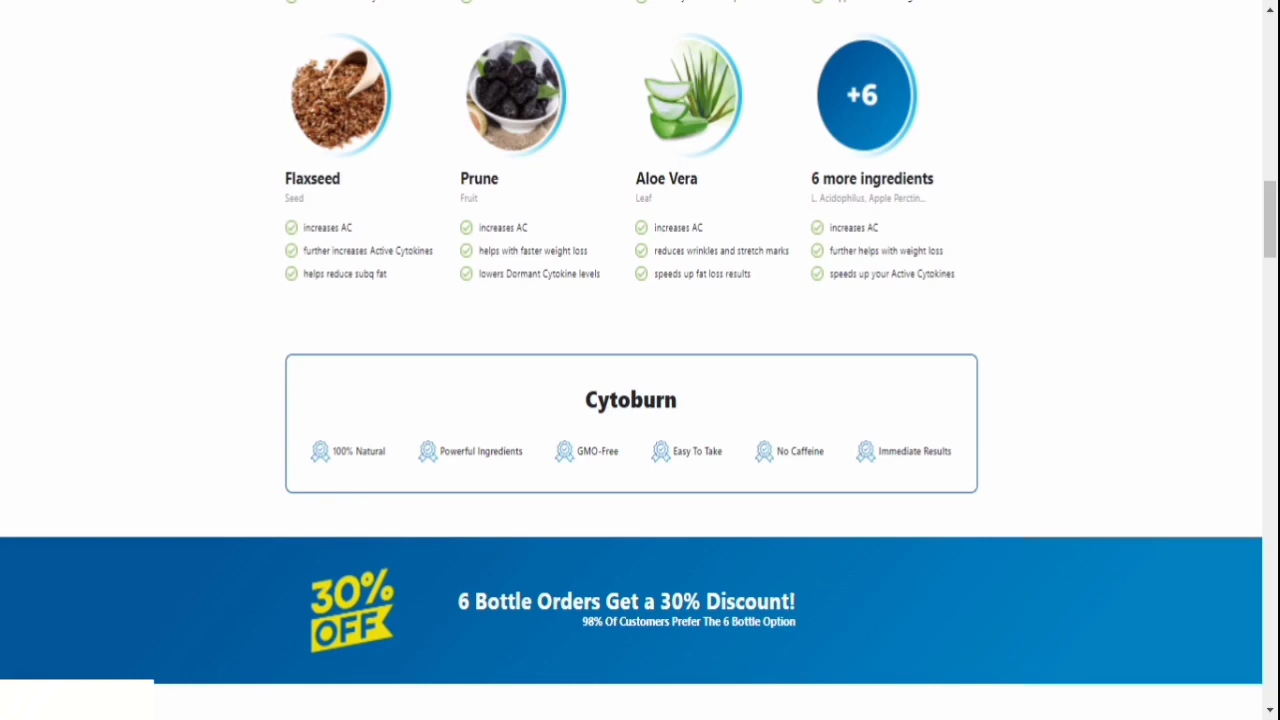 +6
Flaxseed
Prune
Aloe Vera
6 more ingredients
Seed
Fruit
Leaf
L. Acidophilus, Apple Perctin...
increases AC
increases AC
increases AC
increases AC
further increases Active Cytokines
helps with faster weight loss
reduces wrinkles and stretch marks
further helps with weight loss
helps reduce subq fat
lowers Dormant Cytokine levels
speeds up fat loss results
speeds up your Active Cytokines
Cytoburn
100% Natural
Powerful Ingredients
GMO-Free
Easy To Take
No Caffeine
Immediate Results
30%
OFF
6 Bottle Orders Get a 30% Discount!
98% Of Customers Prefer The 6 Bottle Option